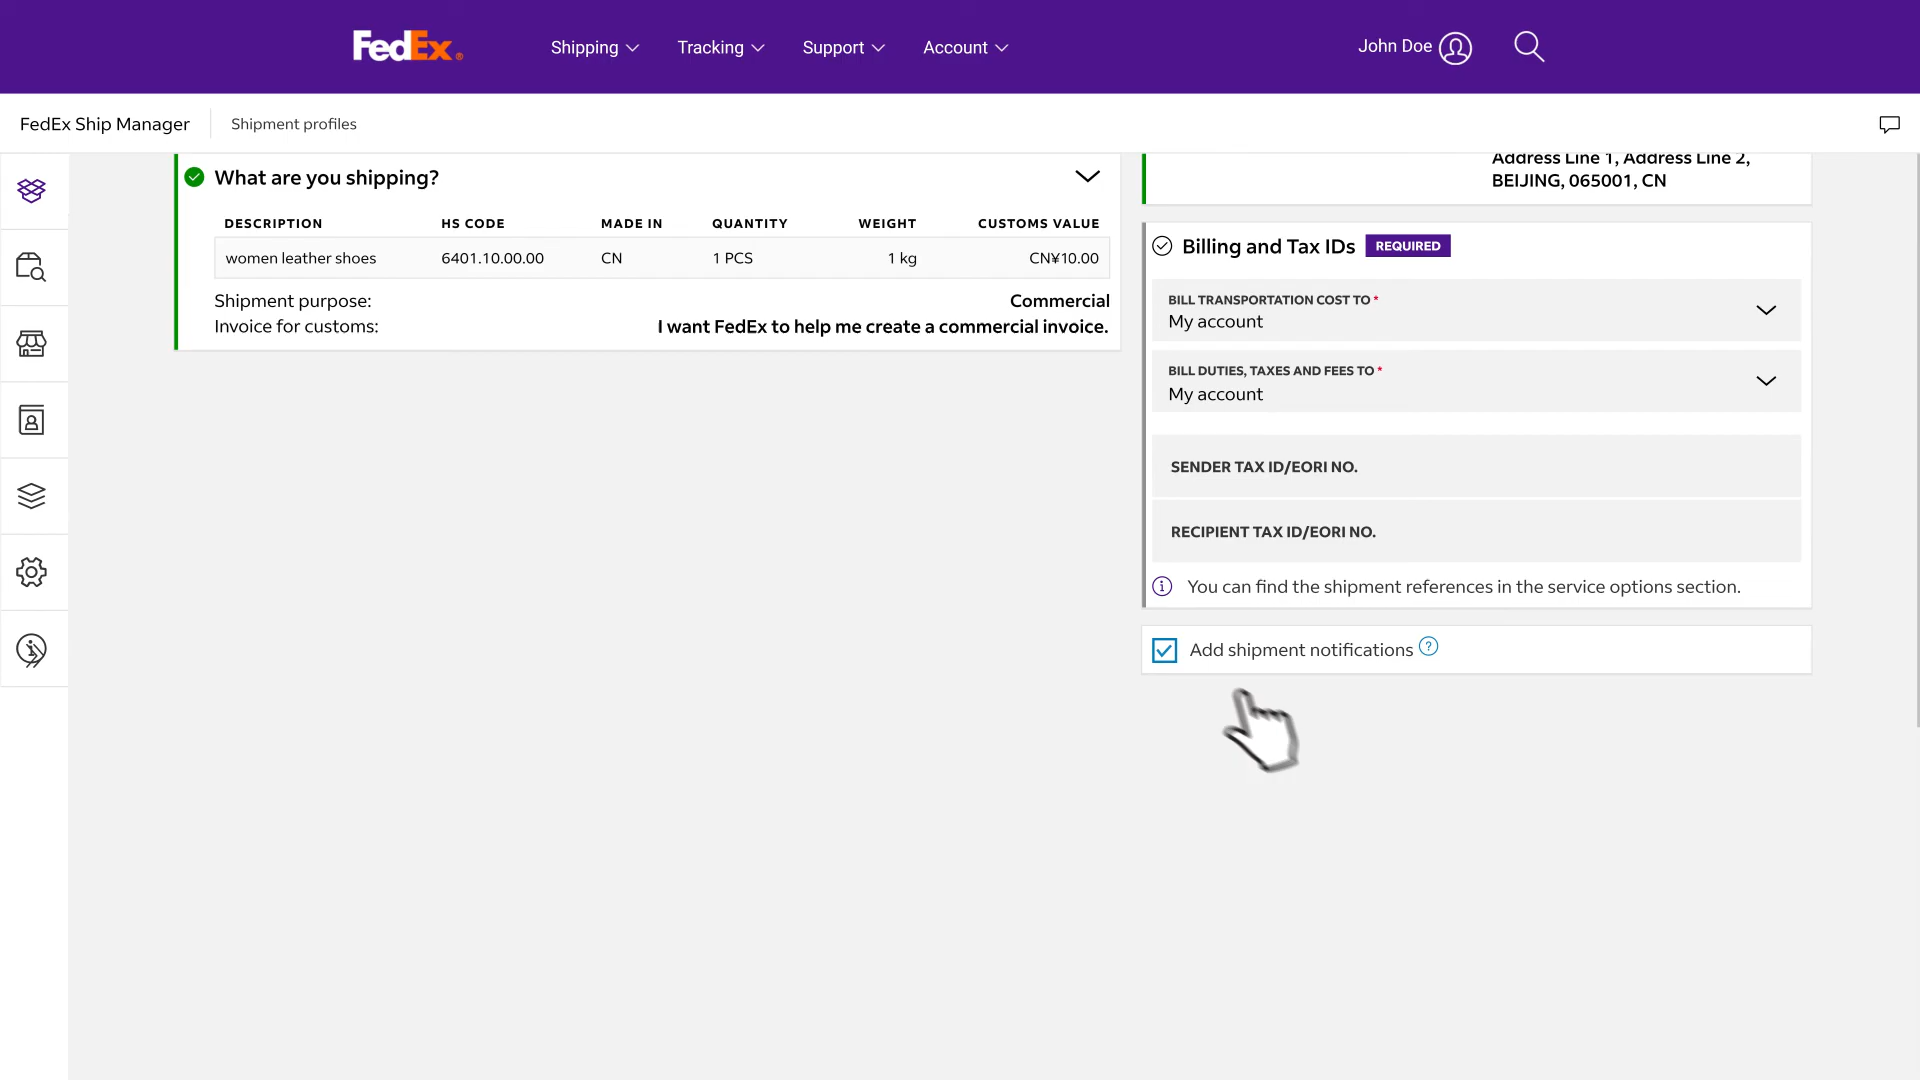 FedEx®
Shipping
Tracking
Support
Account
John Doe
FedEx Ship Manager
Shipment profiles
What are you shipping?
DESCRIPTION HS CODE MADE IN QUANTITY WEIGHT CUSTOMS VALUE
women leather shoes 6401.10.00.00 CN 1 PCS 1 kg CN¥10.00
Shipment purpose: Commercial
Invoice for customs: I want FedEx to help me create a commercial invoice.
Address Line 1, Address Line 2,
BEIJING, 065001, CN
Billing and Tax IDs REQUIRED
BILL TRANSPORTATION COST TO *
My account
BILL DUTIES, TAXES AND FEES TO *
My account
SENDER TAX ID/EORI NO.
RECIPIENT TAX ID/EORI NO.
You can find the shipment references in the service options section.
Add shipment notifications ?